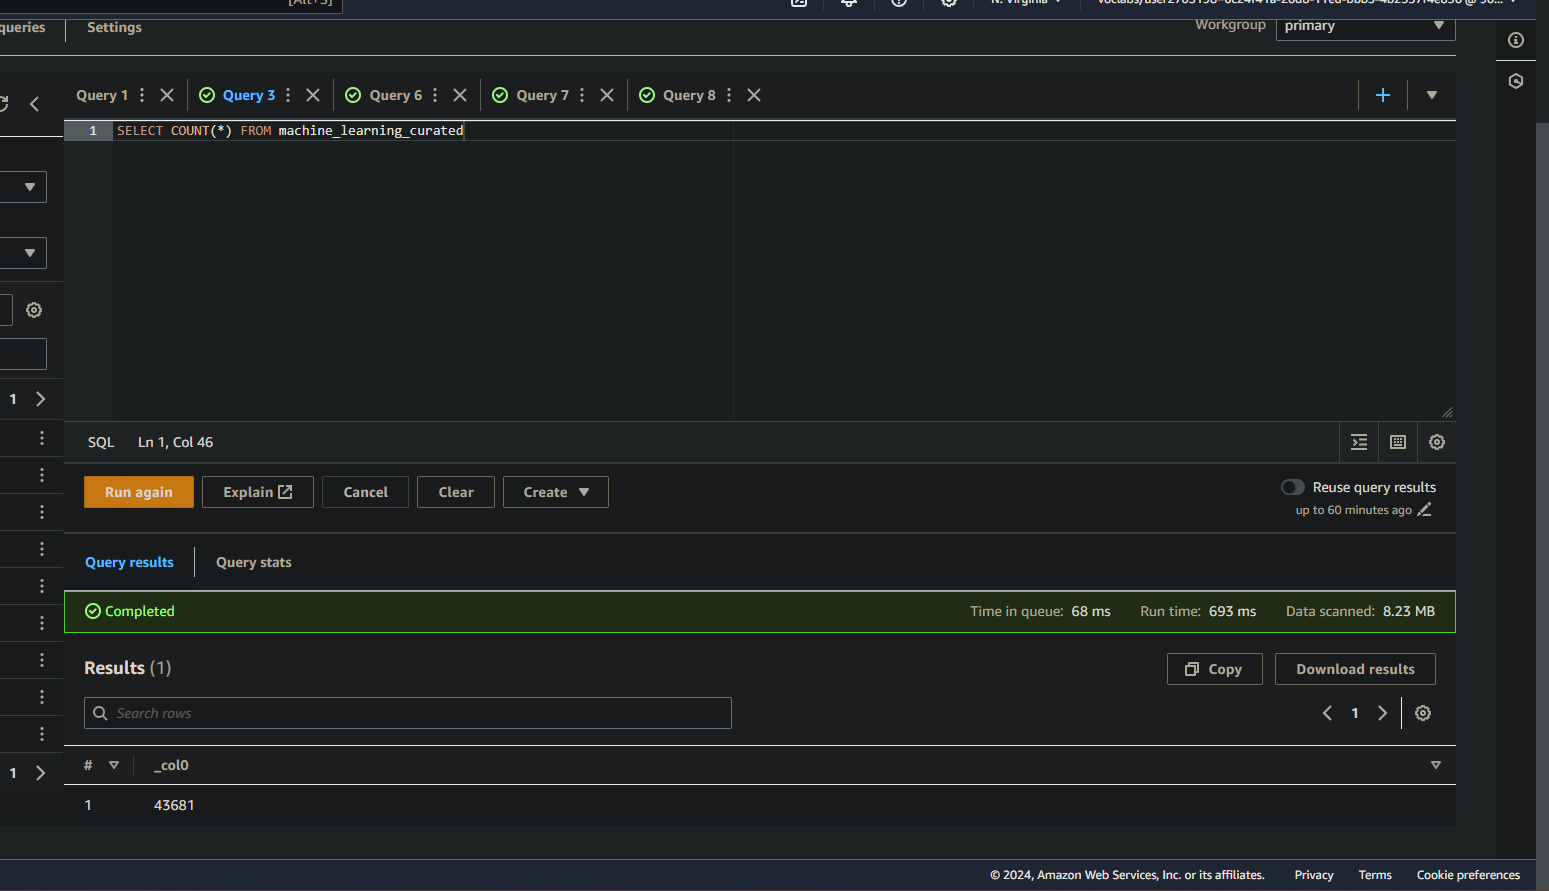 [Alt+S]
N. Virginia
queries
Settings
Workgroup
primary
Query 1
Query 3
Query 6
Query 7
Query 8
1
SELECT COUNT(*) FROM machine_learning_curated
SQL
Ln 1, Col 46
Run again
Explain
Cancel
Clear
Create
Reuse query results
up to 60 minutes ago
1
Query results
Query stats
Completed
Time in queue: 68 ms
Run time: 693 ms
Data scanned: 8.23 MB
Results (1)
Copy
Download results
Search rows
1
1
# _col0
1 43681
© 2024, Amazon Web Services, Inc. or its affiliates.
Privacy
Terms
Cookie preferences